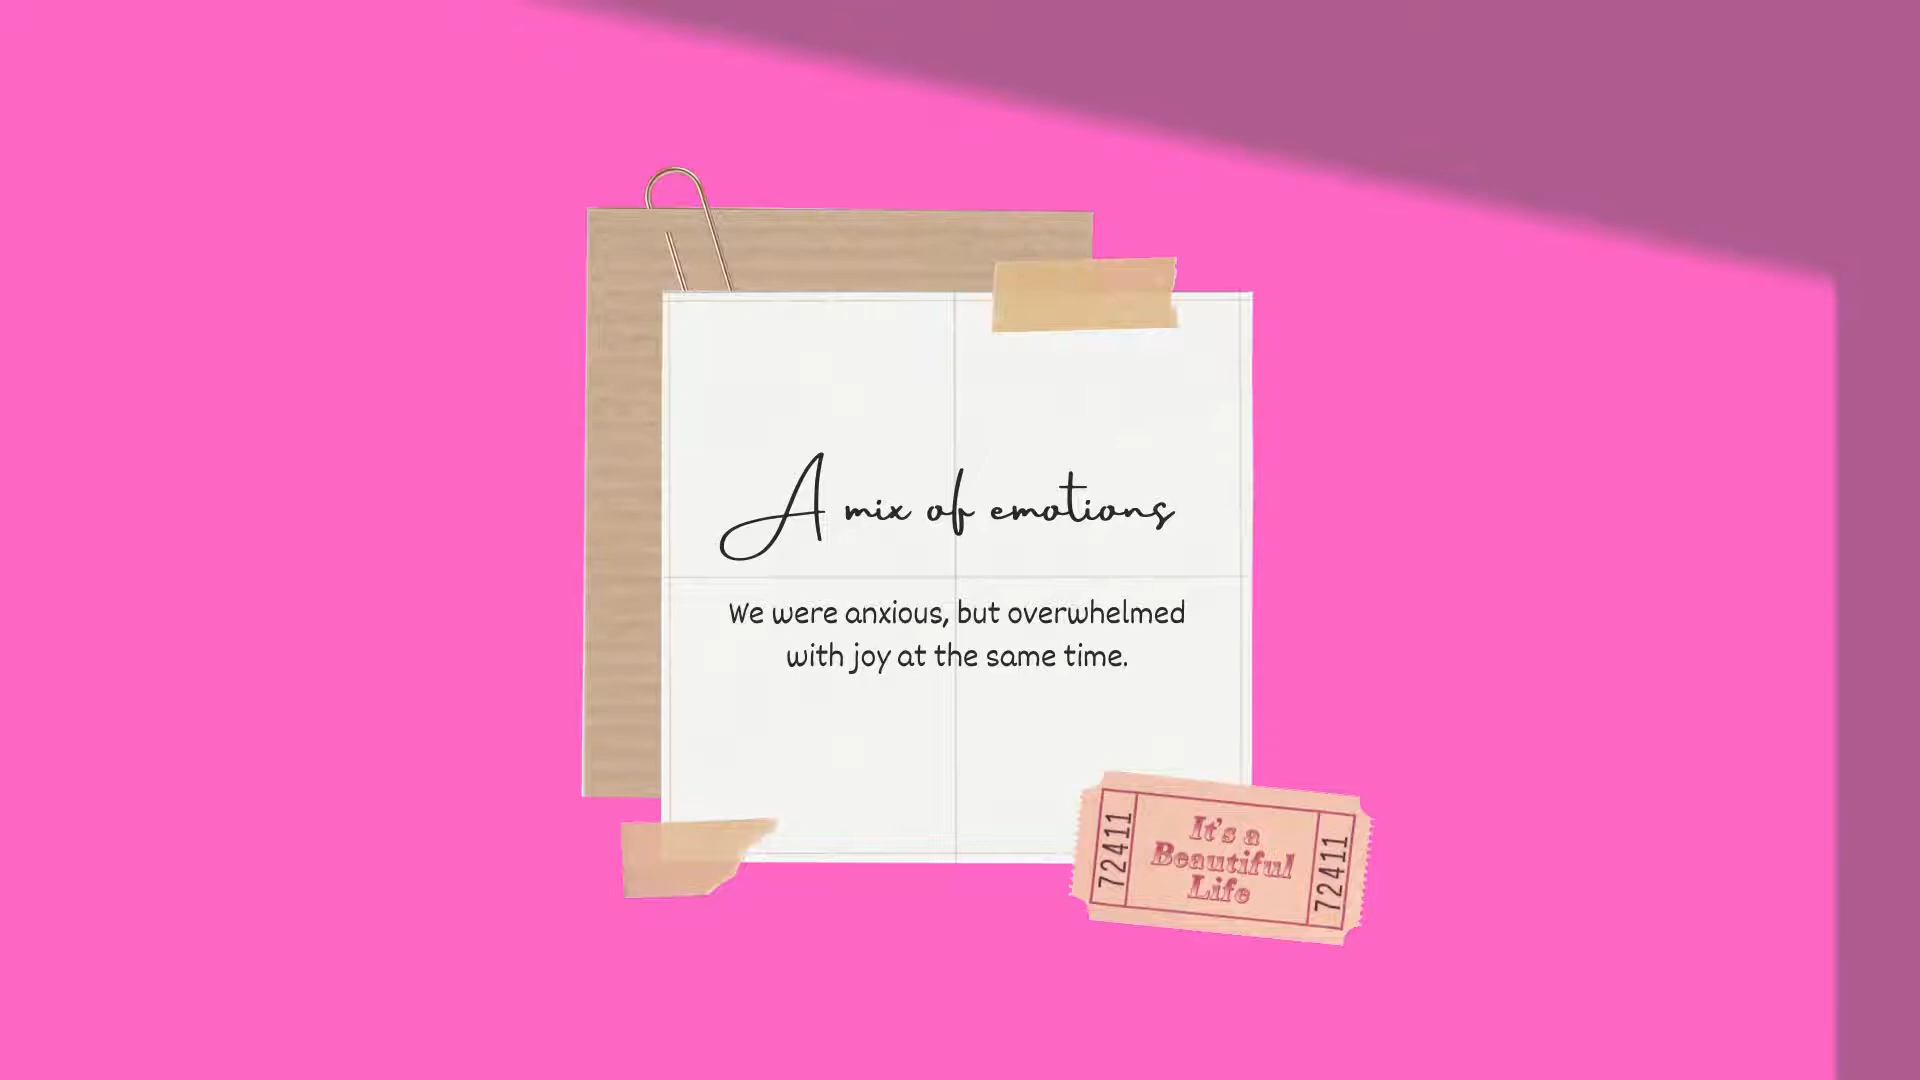 A mix of emotions
We were anxious, but overwhelmed
with joy at the same time.
72411
It's a
Beautiful
Life
72411